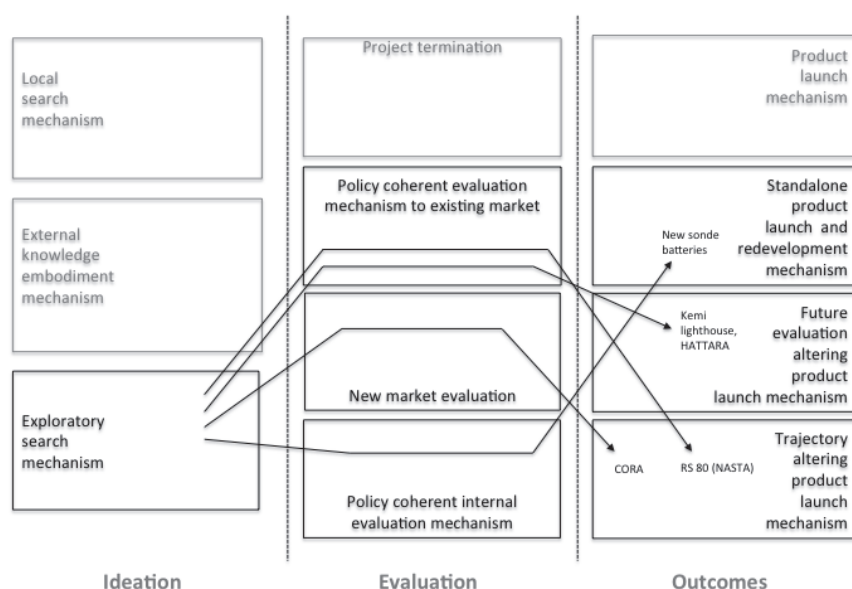 Local
search
mechanism
External
knowledge
embodiment
mechanism
Exploratory
search
mechanism
Project termination
Policy coherent evaluation
mechanism to existing market
New market evaluation
Policy coherent internal
evaluation mechanism
Product
launch
mechanism
Standalone
product
launch and
redevelopment
mechanism
New sonde
batteries
Future
evaluation
altering
product
launch mechanism
Kemi
lighthouse,
HATTARA
Trajectory
altering
product
launch
mechanism
CORA
RS 80 (NASTA)
Ideation
Evaluation
Outcomes